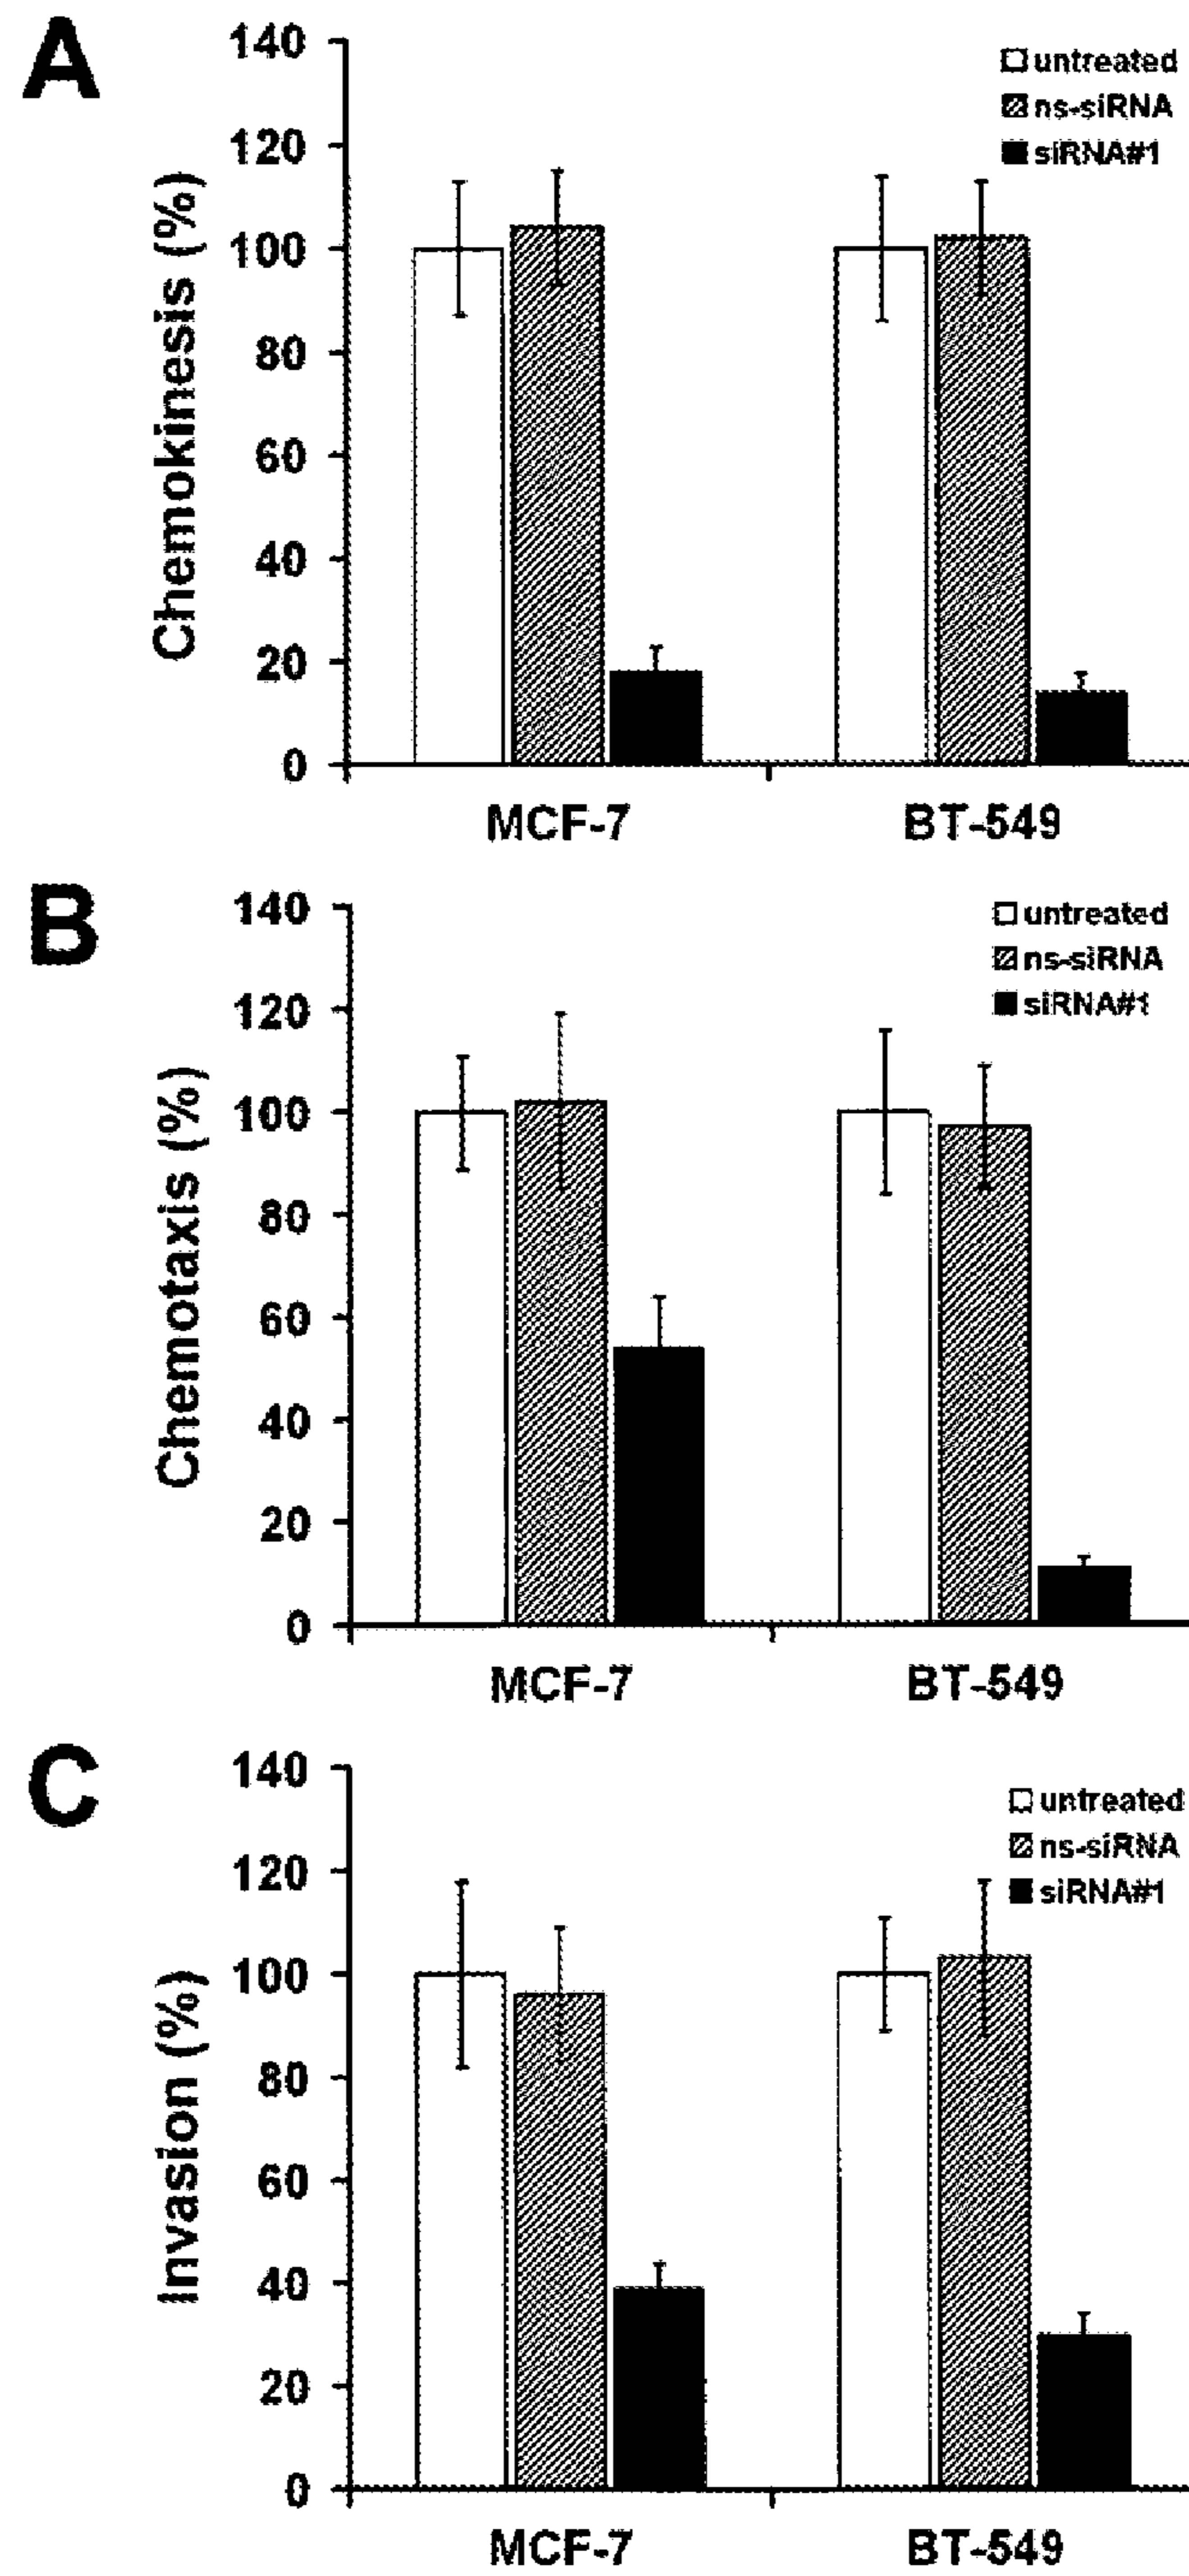 A
140
120
100
80
60
40
20
0
Chemokinesis (%)
untreated
ns-siRNA
siRNA#1
MCF-7
BT-549
B
140
120
100
80
60
40
20
0
Chemotaxis (%)
untreated
ns-siRNA
siRNA#1
MCF-7
BT-549
C
140
120
100
80
60
40
20
0
Invasion (%)
untreated
ns-siRNA
siRNA#1
MCF-7
BT-549